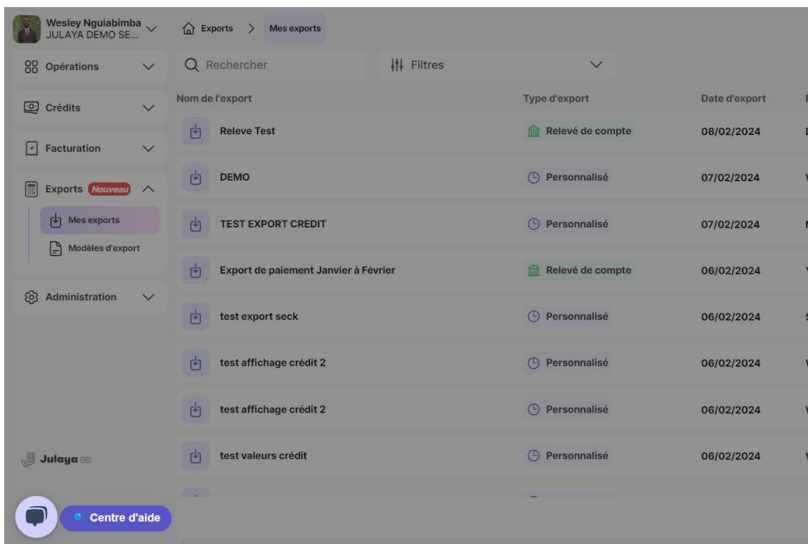 Wesley Nguiabimba
JULAYA DEMO SE...
Exports > Mes exports
Opérations
Crédits
Facturation
Exports Nouveau
Mes exports
Modèles d'export
Administration
Julaya
Centre d'aide
Rechercher
Filtres
Nom de l'export Type d'export Date d'export
Releve Test Relevé de compte 08/02/2024
DEMO Personnalisé 07/02/2024
TEST EXPORT CREDIT Personnalisé 07/02/2024
Export de paiement Janvier à Février Relevé de compte 06/02/2024
test export seck Personnalisé 06/02/2024
test affichage crédit 2 Personnalisé 06/02/2024
test affichage crédit 2 Personnalisé 06/02/2024
test valeurs crédit Personnalisé 06/02/2024